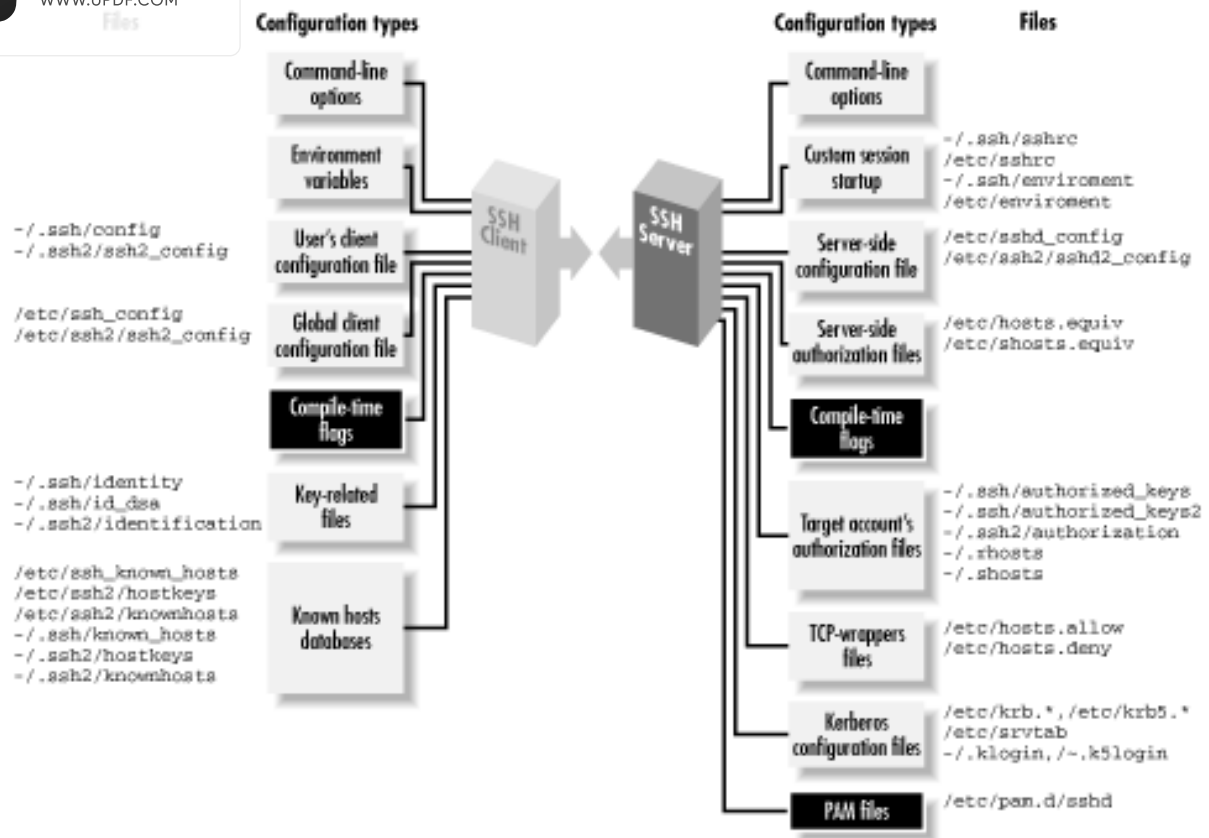 WWW.UPDF.COM
Files
Configuration types
Command-line
options
Environment
variables
~/.ssh/config
~/.ssh2/ssh2_config
User's client
configuration file
/etc/ssh_config
/etc/ssh2/ssh2_config
Global client
configuration file
Compile-time
flags
~/.ssh/identity
~/.ssh/id_dsa
~/.ssh2/identification
Key-related
files
/etc/ssh_known_hosts
/etc/ssh2/hostkeys
/etc/ssh2/knownhosts
~/.ssh/known_hosts
~/.ssh2/hostkeys
~/.ssh2/knownhosts
Known hosts
databases
SSH
Client
SSH
Server
Configuration types
Files
Command-line
options
Custom session
startup
~/.ssh/sshrc
/etc/sshrc
~/.ssh/enviroment
/etc/enviroment
Server-side
configuration file
/etc/sshd_config
/etc/ssh2/sshd2_config
Server-side
authorization files
/etc/hosts.equiv
/etc/shosts.equiv
Compile-time
flags
Target account's
authorization files
~/.ssh/authorized_keys
~/.ssh/authorized_keys2
~/.ssh2/authorization
~/.rhosts
~/.shosts
TCP-wrappers
files
/etc/hosts.allow
/etc/hosts.deny
Kerberos
configuration files
/etc/krb.*,/etc/krb5.*
/etc/srvtab
~/.klogin,/~.k5login
PAM files
/etc/pam.d/sshd